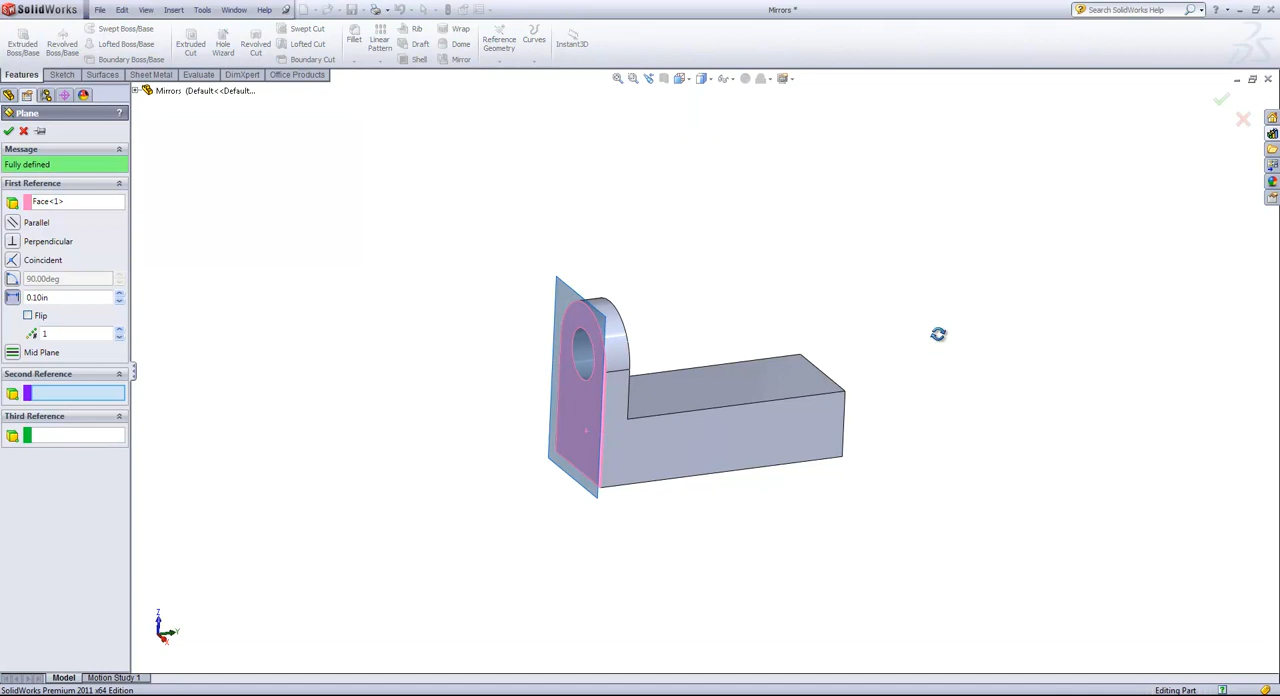 SolidWorks File Edit View Insert Tools Window Help Mirrors * Search SolidWorks Help
Extruded Boss/Base
Revolved Boss/Base
Swept Boss/Base
Lofted Boss/Base
Boundary Boss/Base
Extruded Cut
Hole Wizard
Revolved Cut
Swept Cut
Lofted Cut
Boundary Cut
Fillet
Linear Pattern
Rib
Draft
Shell
Wrap
Dome
Mirror
Reference Geometry
Curves
Instant3D
Features Sketch Surfaces Sheet Metal Evaluate DimXpert Office Products
Mirrors (Default<<Default...
Plane ?
Message
Fully defined
First Reference
Face<1>
Parallel
Perpendicular
Coincident
90.00deg
0.10in
Flip
1
Mid Plane
Second Reference
Third Reference
Z
Y
X
Model Motion Study 1
SolidWorks Premium 2011 x64 Edition Editing Part